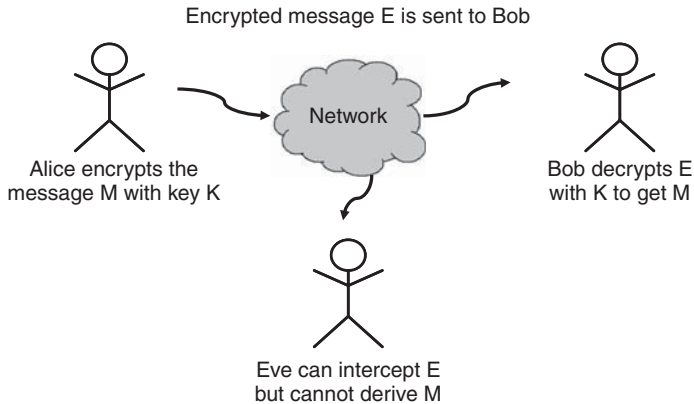 Encrypted message E is sent to Bob
Network
Alice encrypts the
message M with key K
Bob decrypts E
with K to get M
Eve can intercept E
but cannot derive M